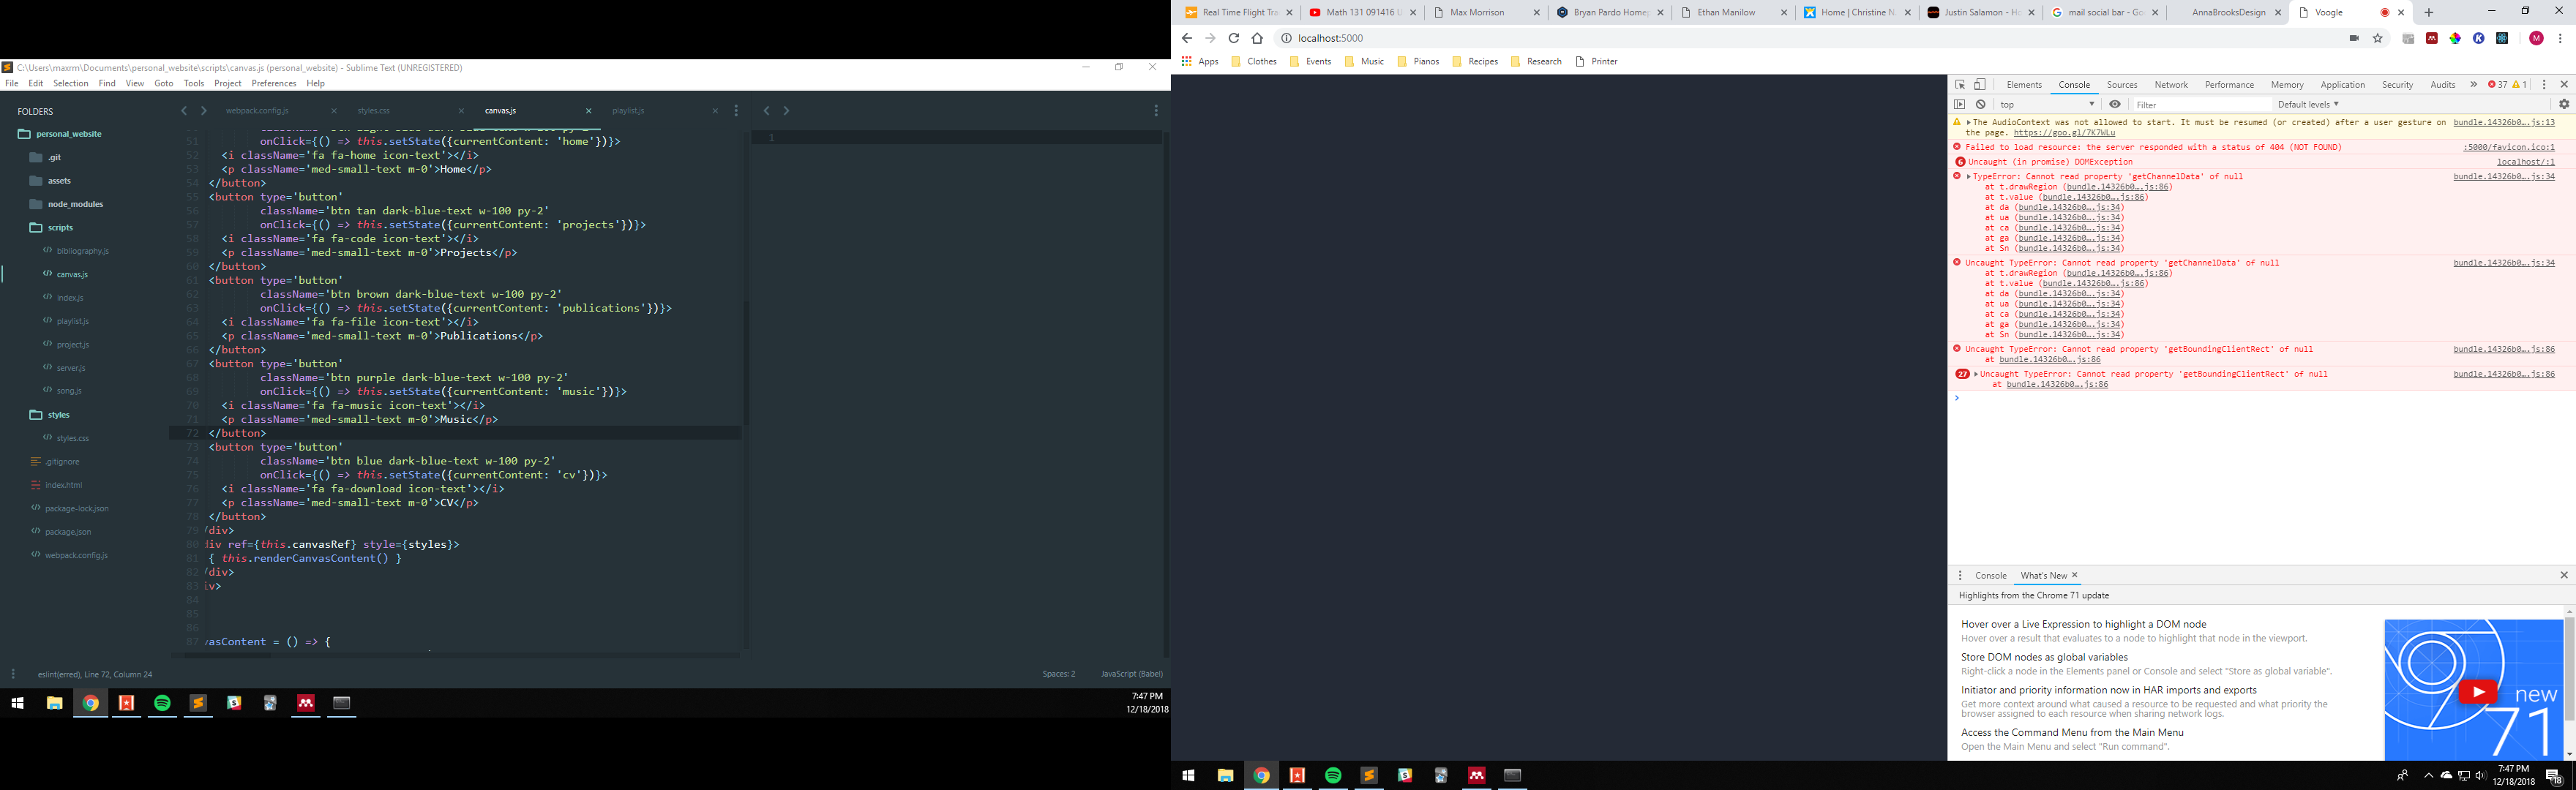 C:\Users\maxrm\Documents\personal_website\scripts\canvas.js (personal_website) - Sublime Text (UNREGISTERED)
File Edit Selection Find View Goto Tools Project Preferences Help
FOLDERS
personal_website
.git
assets
node_modules
scripts
bibliography.js
canvas.js
index.js
playlist.js
project.js
server.js
song.js
styles
styles.css
.gitignore
index.html
package-lock.json
package.json
webpack.config.js
webpack.config.js styles.css canvas.js playlist.js
51 onClick={() => this.setState({currentContent: 'home'})}>
52 <i className='fa fa-home icon-text'></i>
53 <p className='med-small-text m-0'>Home</p>
54 </button>
55 <button type='button'
56 className='btn tan dark-blue-text w-100 py-2'
57 onClick={() => this.setState({currentContent: 'projects'})}>
58 <i className='fa fa-code icon-text'></i>
59 <p className='med-small-text m-0'>Projects</p>
60 </button>
61 <button type='button'
62 className='btn brown dark-blue-text w-100 py-2'
63 onClick={() => this.setState({currentContent: 'publications'})}>
64 <i className='fa fa-file icon-text'></i>
65 <p className='med-small-text m-0'>Publications</p>
66 </button>
67 <button type='button'
68 className='btn purple dark-blue-text w-100 py-2'
69 onClick={() => this.setState({currentContent: 'music'})}>
70 <i className='fa fa-music icon-text'></i>
71 <p className='med-small-text m-0'>Music</p>
72 </button>
73 <button type='button'
74 className='btn blue dark-blue-text w-100 py-2'
75 onClick={() => this.setState({currentContent: 'cv'})}>
76 <i className='fa fa-download icon-text'></i>
77 <p className='med-small-text m-0'>CV</p>
78 </button>
79 /div>
80 div ref={this.canvasRef} style={styles}>
81 { this.renderCanvasContent() }
82 /div>
83 iv>
84
85
86
87 vasContent = () => {
1
eslint(erred), Line 72, Column 24
Spaces: 2 JavaScript (Babel)
7:47 PM
12/18/2018
Real Time Flight Tra Math 131 091416 U Max Morrison Bryan Pardo Home Ethan Manilow Home | Christine N Justin Salamon - Ho mail social bar - Go AnnaBrooksDesign Voogle
localhost:5000
M
Apps Clothes Events Music Pianos Recipes Research Printer
Elements Console Sources Network Performance Memory Application Security Audits 37 1
top Filter Default levels
The AudioContext was not allowed to start. It must be resumed (or created) after a user gesture on bundle.14326b0….js:13
the page. https://goo.gl/7K7WLu
Failed to load resource: the server responded with a status of 404 (NOT FOUND) :5000/favicon.ico:1
6 Uncaught (in promise) DOMException localhost/:1
TypeError: Cannot read property 'getChannelData' of null bundle.14326b0….js:34
at t.drawRegion (bundle.14326b0….js:86)
at t.value (bundle.14326b0….js:86)
at da (bundle.14326b0….js:34)
at ua (bundle.14326b0….js:34)
at ca (bundle.14326b0….js:34)
at ga (bundle.14326b0….js:34)
at Sn (bundle.14326b0….js:34)
Uncaught TypeError: Cannot read property 'getChannelData' of null bundle.14326b0….js:34
at t.drawRegion (bundle.14326b0….js:86)
at t.value (bundle.14326b0….js:86)
at da (bundle.14326b0….js:34)
at ua (bundle.14326b0….js:34)
at ca (bundle.14326b0….js:34)
at ga (bundle.14326b0….js:34)
at Sn (bundle.14326b0….js:34)
Uncaught TypeError: Cannot read property 'getBoundingClientRect' of null bundle.14326b0….js:86
at bundle.14326b0….js:86
27 Uncaught TypeError: Cannot read property 'getBoundingClientRect' of null bundle.14326b0….js:86
at bundle.14326b0….js:86
Console What's New
Highlights from the Chrome 71 update
Hover over a Live Expression to highlight a DOM node
Hover over a result that evaluates to a node to highlight that node in the viewport.
Store DOM nodes as global variables
Right-click a node in the Elements panel or Console and select "Store as global variable".
Initiator and priority information now in HAR imports and exports
Get more context around what caused a resource to be requested and what priority the
browser assigned to each resource when sharing network logs.
Access the Command Menu from the Main Menu
Open the Main Menu and select "Run command".
new
71
7:47 PM
12/18/2018
18